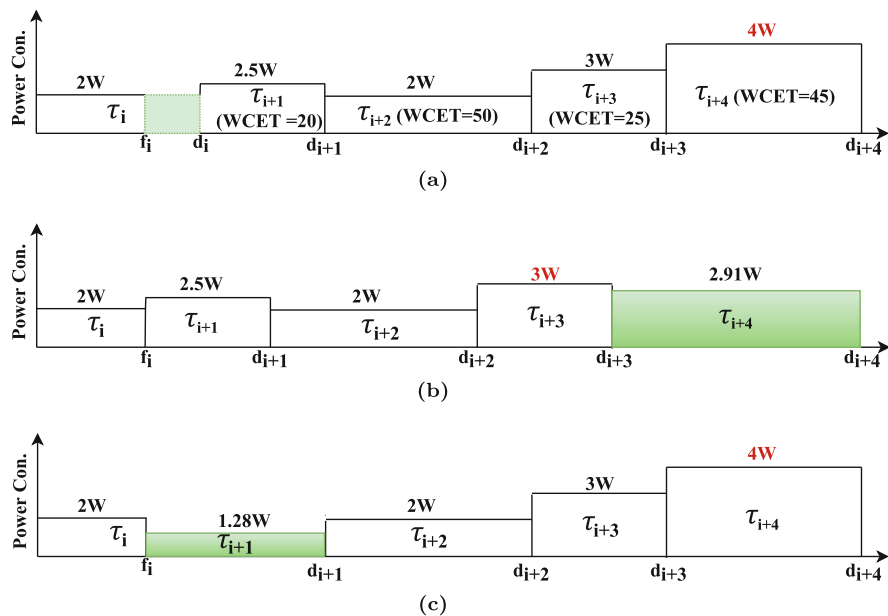 4W
3W
2.5W
2W
2W
Power Con.
τi
τi+1
(WCET =20)
τi+2 (WCET=50)
τi+3
(WCET=25)
τi+4 (WCET=45)
fi
di
di+1
di+2
di+3
di+4
(a)
3W
2.91W
2.5W
2W
2W
Power Con.
τi
τi+1
τi+2
τi+3
τi+4
fi
di+1
di+2
di+3
di+4
(b)
4W
3W
2W
1.28W
2W
Power Con.
τi
τi+1
τi+2
τi+3
τi+4
fi
di+1
di+2
di+3
di+4
(c)